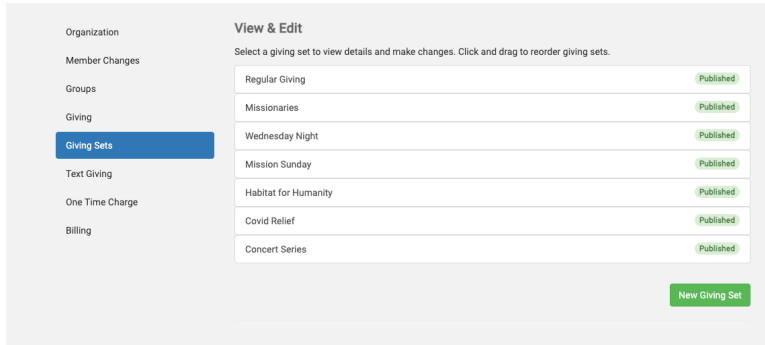 Organization
Member Changes
Groups
Giving
Giving Sets
Text Giving
One Time Charge
Billing
View & Edit
Select a giving set to view details and make changes. Click and drag to reorder giving sets.
Regular Giving Published
Missionaries Published
Wednesday Night Published
Mission Sunday Published
Habitat for Humanity Published
Covid Relief Published
Concert Series Published
New Giving Set